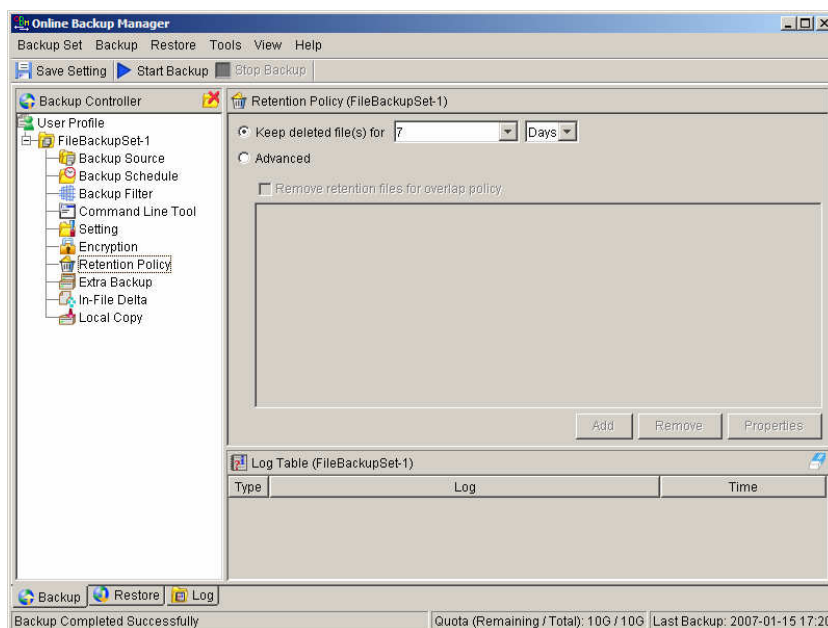 Online Backup Manager
Backup Set Backup Restore Tools View Help
Save Setting Start Backup Stop Backup
Backup Controller
User Profile
FileBackupSet-1
Backup Source
Backup Schedule
Backup Filter
Command Line Tool
Setting
Encryption
Retention Policy
Extra Backup
In-File Delta
Local Copy
Retention Policy (FileBackupSet-1)
Keep deleted file(s) for 7 Days
Advanced
Remove retention files for overlap policy.
Add Remove Properties
Log Table (FileBackupSet-1)
Type Log Time
Backup Restore Log
Backup Completed Successfully Quota (Remaining / Total): 10G / 10G Last Backup: 2007-01-15 17:20